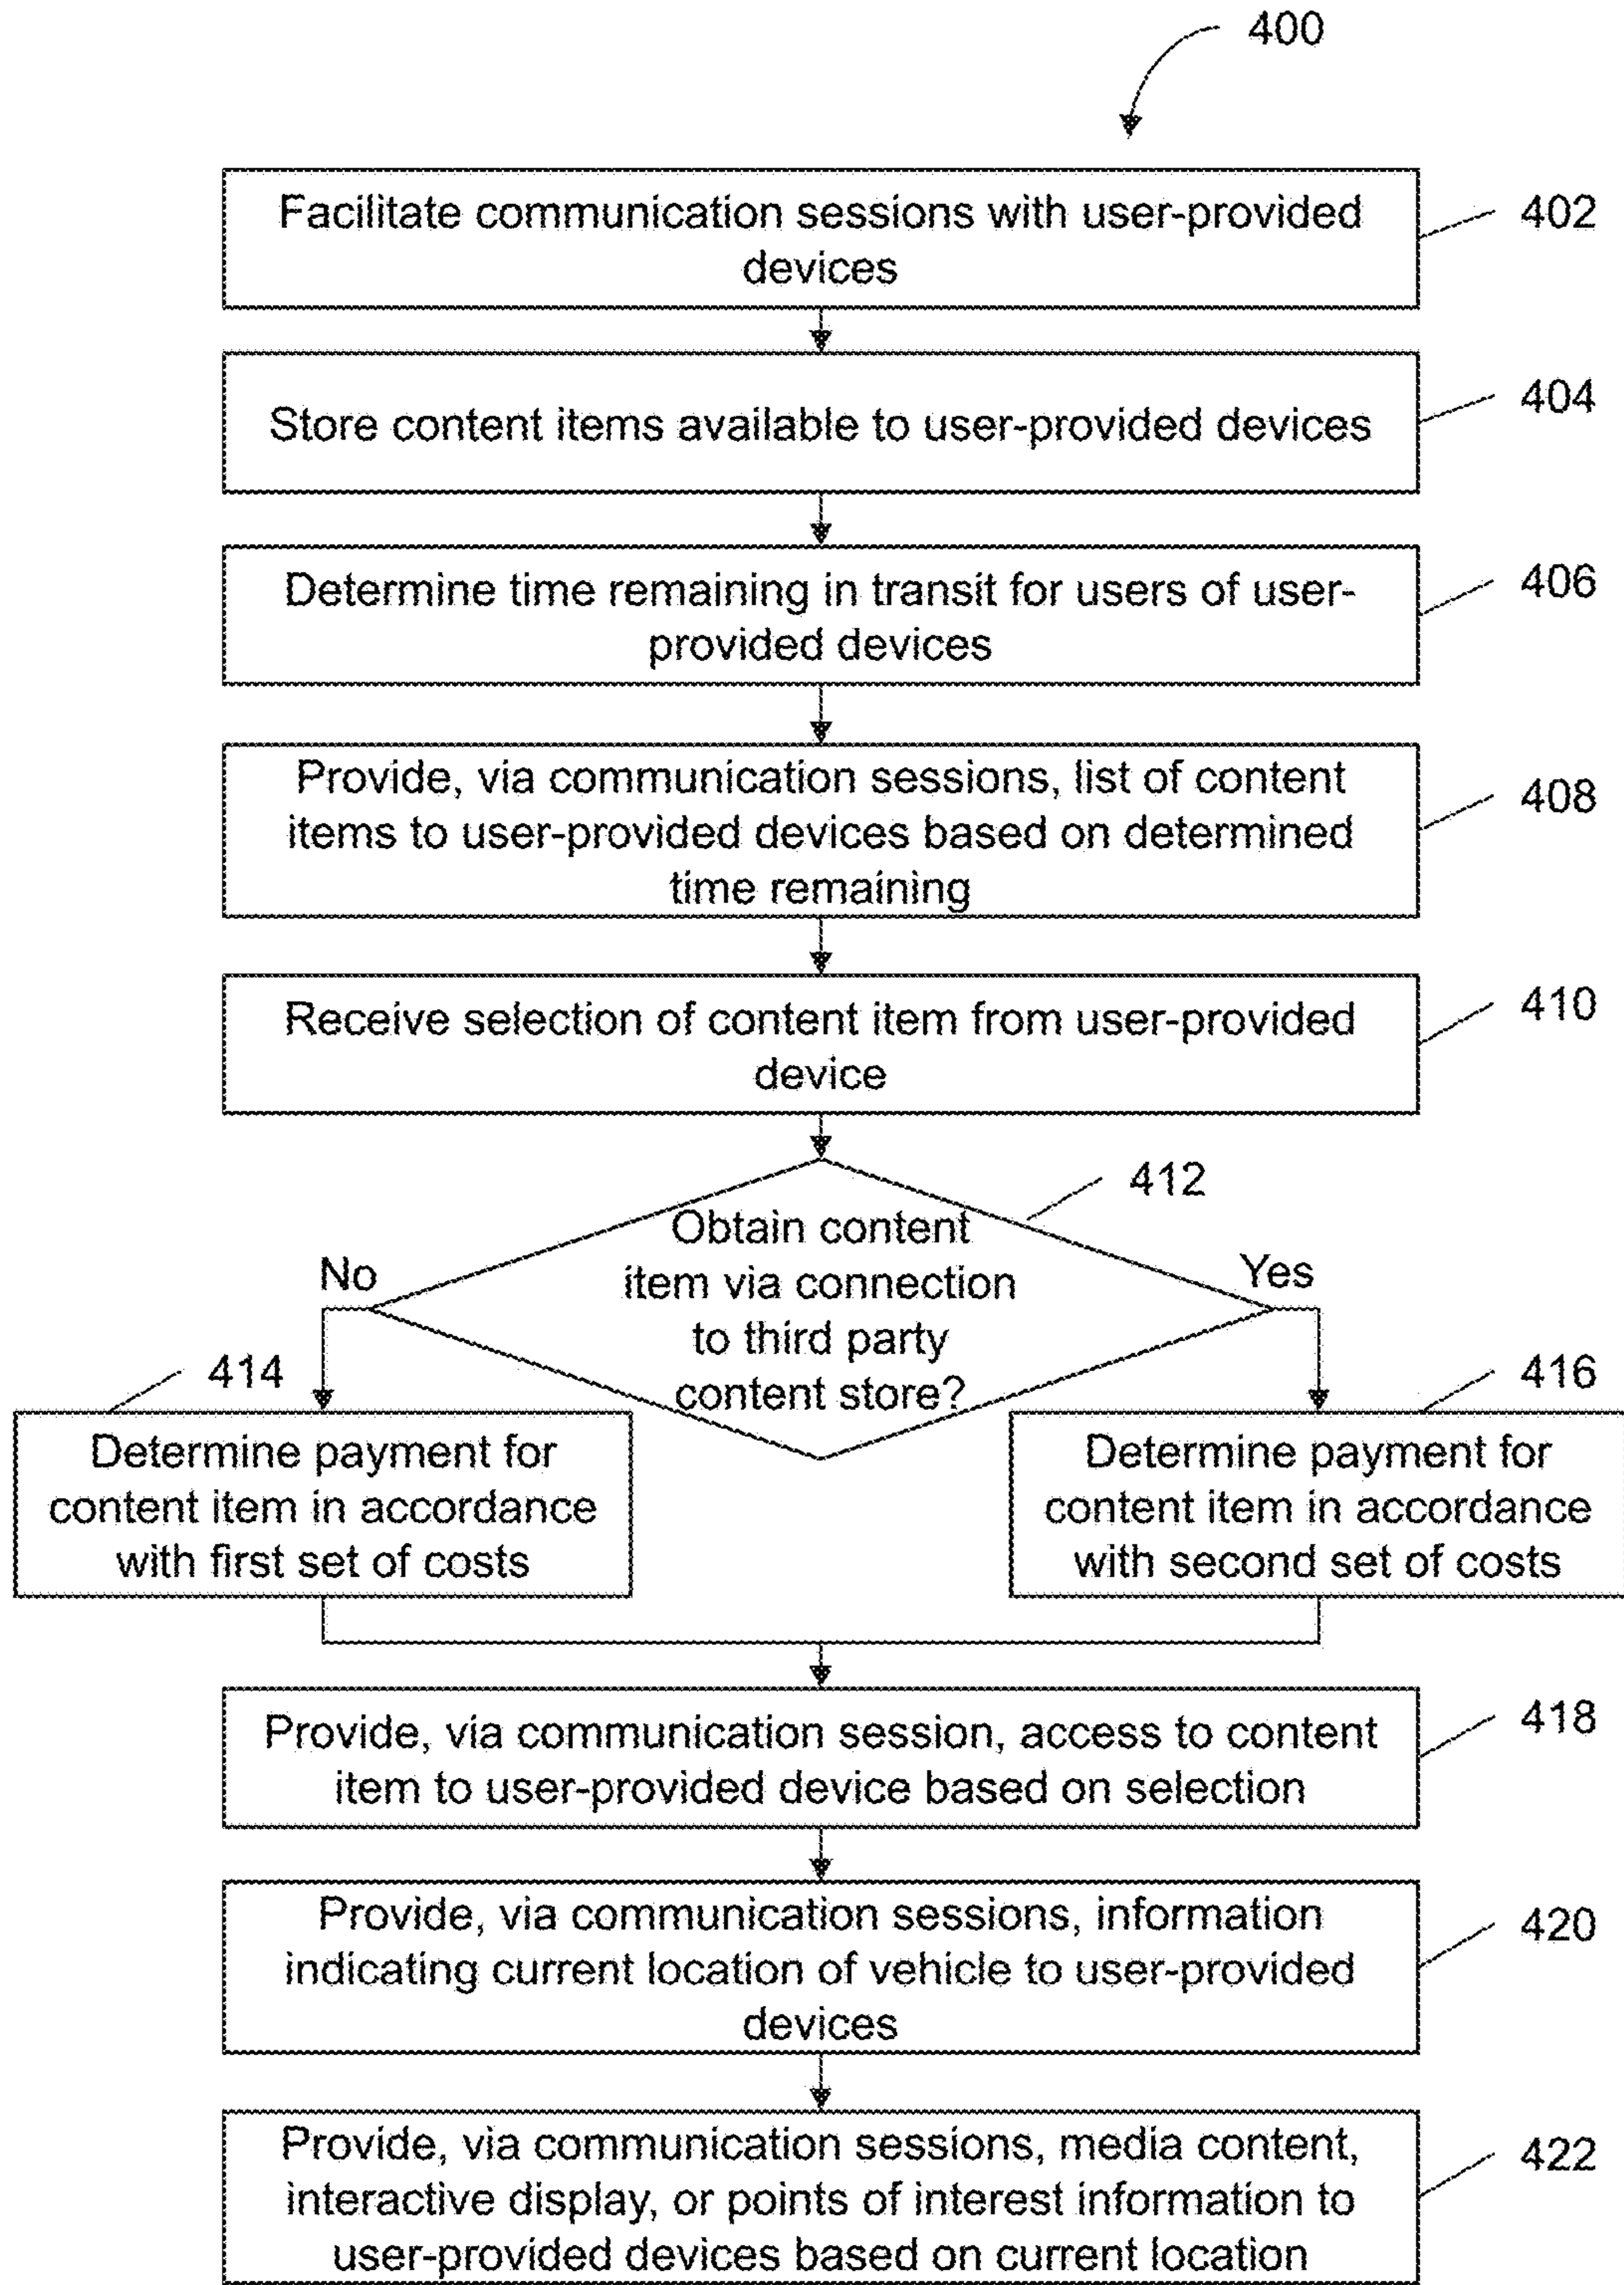 400
Facilitate communication sessions with user-provided
devices
402
Store content items available to user-provided devices
404
Determine time remaining in transit for users of user-
provided devices
406
Provide, via communication sessions, list of content
items to user-provided devices based on determined
time remaining
408
Receive selection of content item from user-provided
device
410
412
Obtain content
item via connection
to third party
content store?
No
Yes
414
Determine payment for
content item in accordance
with first set of costs
416
Determine payment for
content item in accordance
with second set of costs
Provide, via communication session, access to content
item to user-provided device based on selection
418
Provide, via communication sessions, information
indicating current location of vehicle to user-provided
devices
420
Provide, via communication sessions, media content,
interactive display, or points of interest information to
user-provided devices based on current location
422